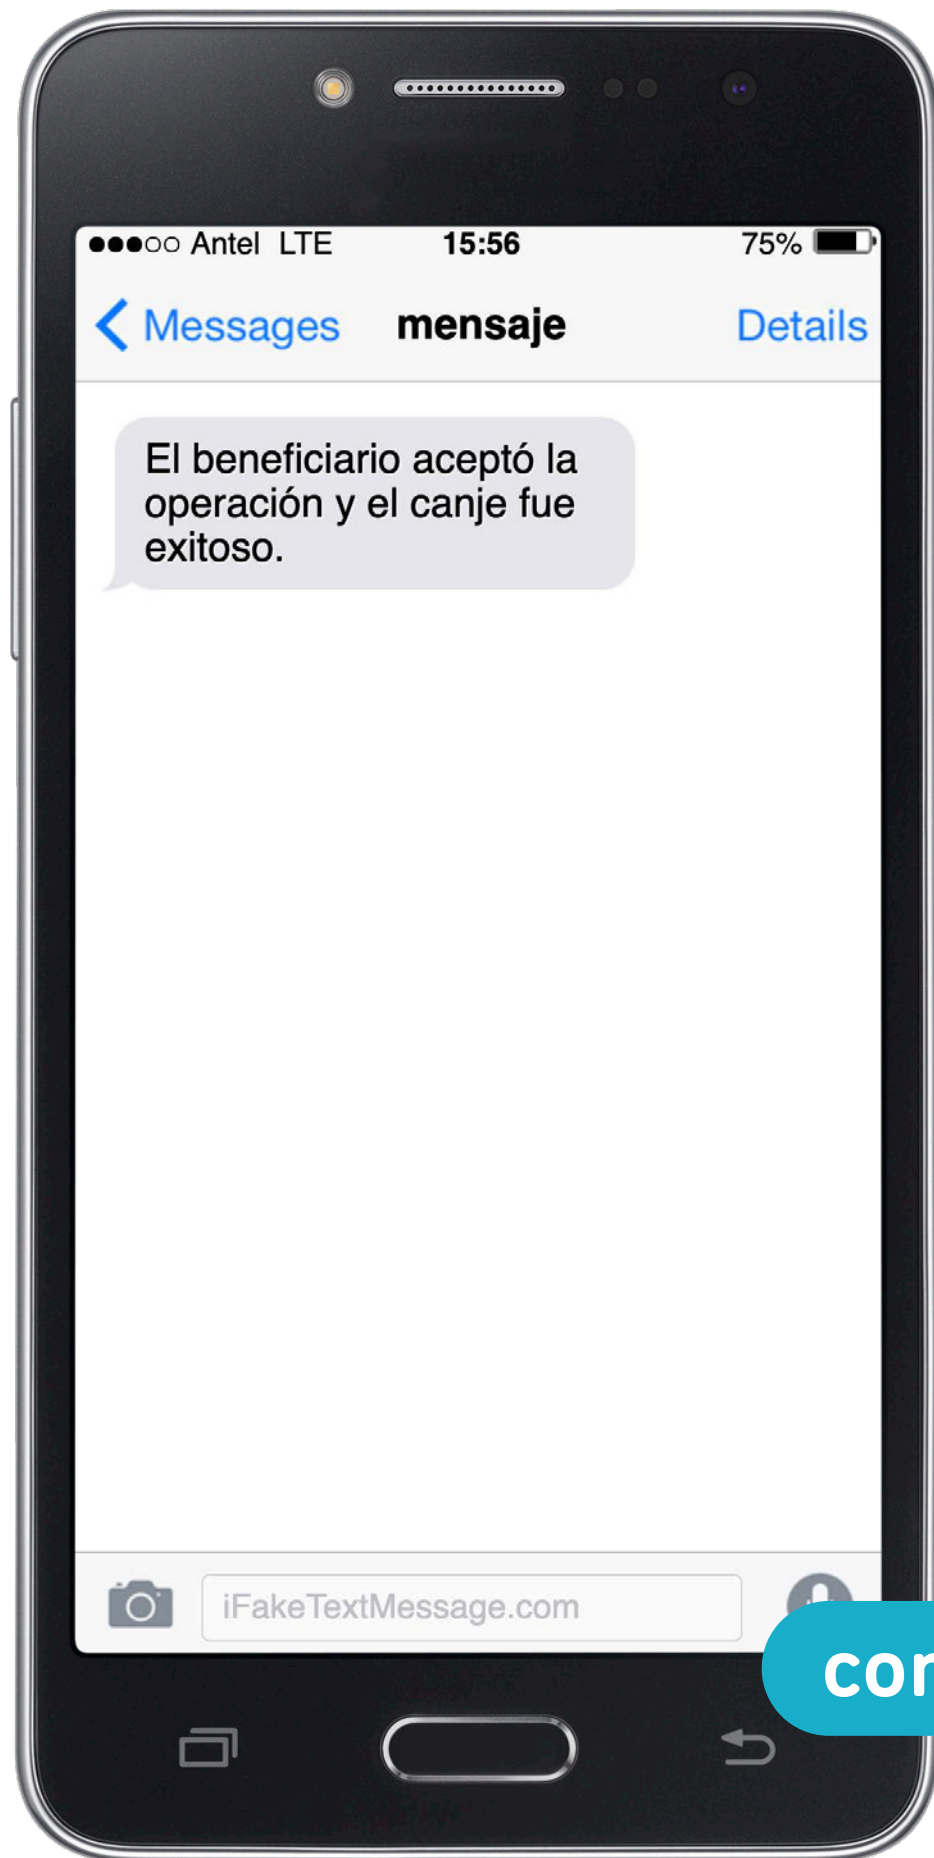 ●●●○○ Antel LTE 15:56 75%
Messages mensaje Details
El beneficiario aceptó la
operación y el canje fue
exitoso.
iFakeTextMessage.com